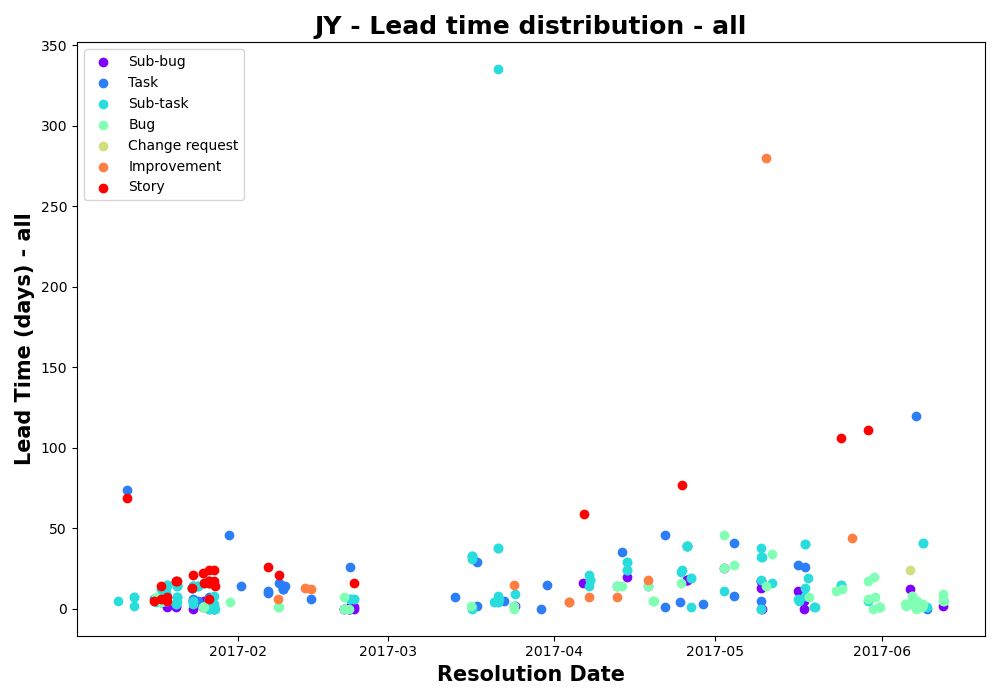 JY - Lead time distribution - all
Sub-bug
Task
Sub-task
Bug
Change request
Improvement
Story
Lead Time (days) - all
350
300
250
200
150
100
50
0
2017-02
2017-03
2017-04
2017-05
2017-06
Resolution Date